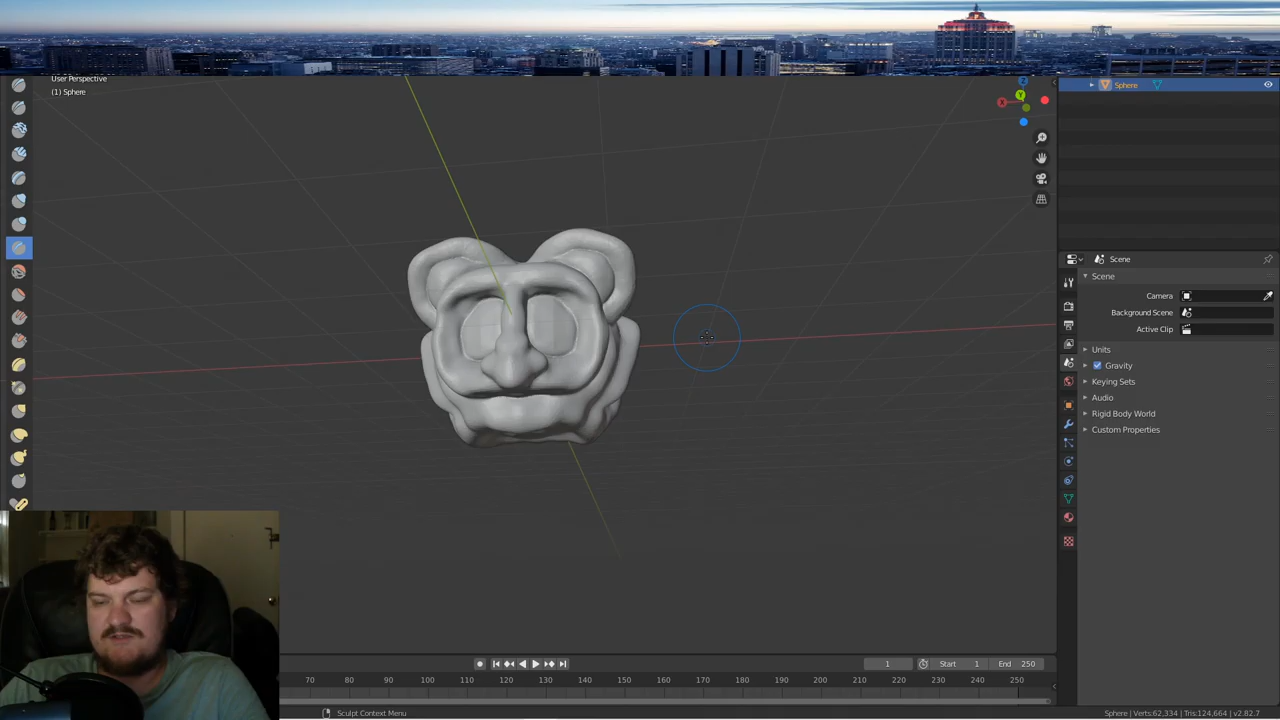 User Perspective
(1) Sphere
X
Y
Z
Sphere
Scene
Scene
Camera
Background Scene
Active Clip
Units
Gravity
Keying Sets
Audio
Rigid Body World
Custom Properties
1
Start 1
End 250
70 80 90 100 110 120 130 140 150 160 170 180 190 200 210 220 230 240 250
Sculpt Context Menu
Sphere | Verts:62,334 | Tris:124,664 | v2.82.7